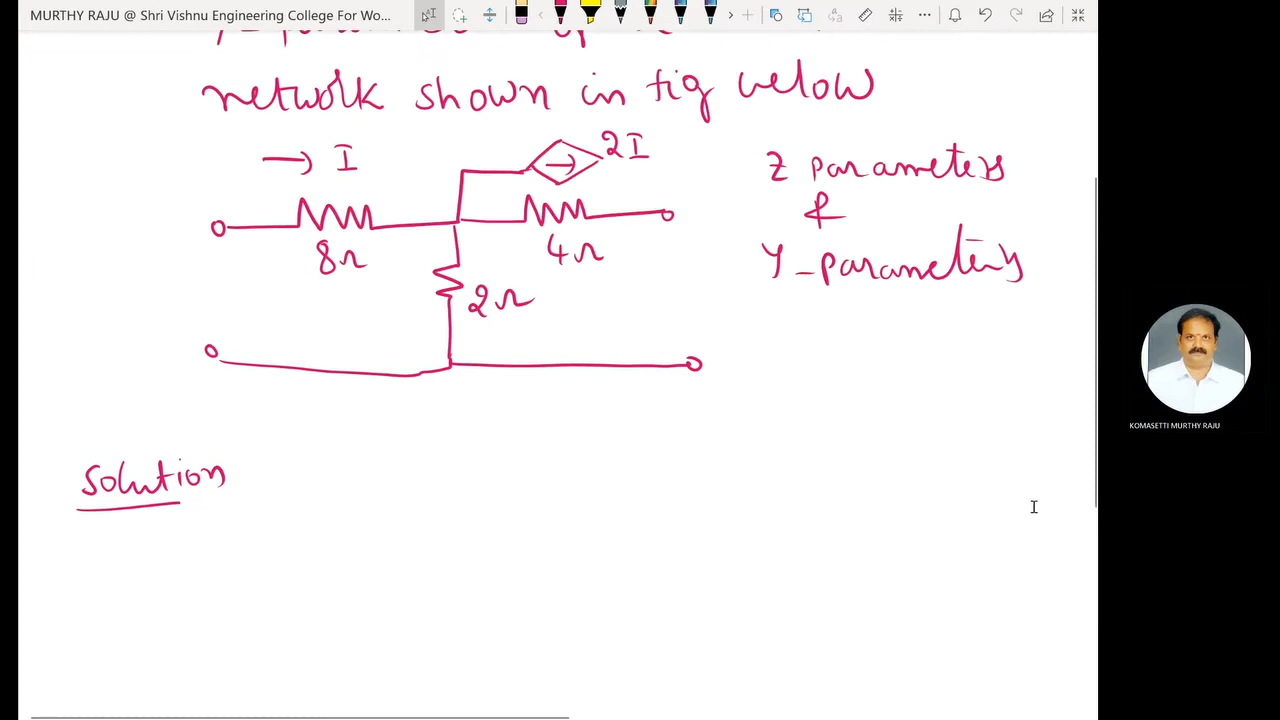 MURTHY RAJU @ Shri Vishnu Engineering College For Wo...
network shown in fig below
→ I
2I
Z parameters
&
Y-parameters
8Ω
4Ω
2Ω
KOMASETTI MURTHY RAJU
Solution